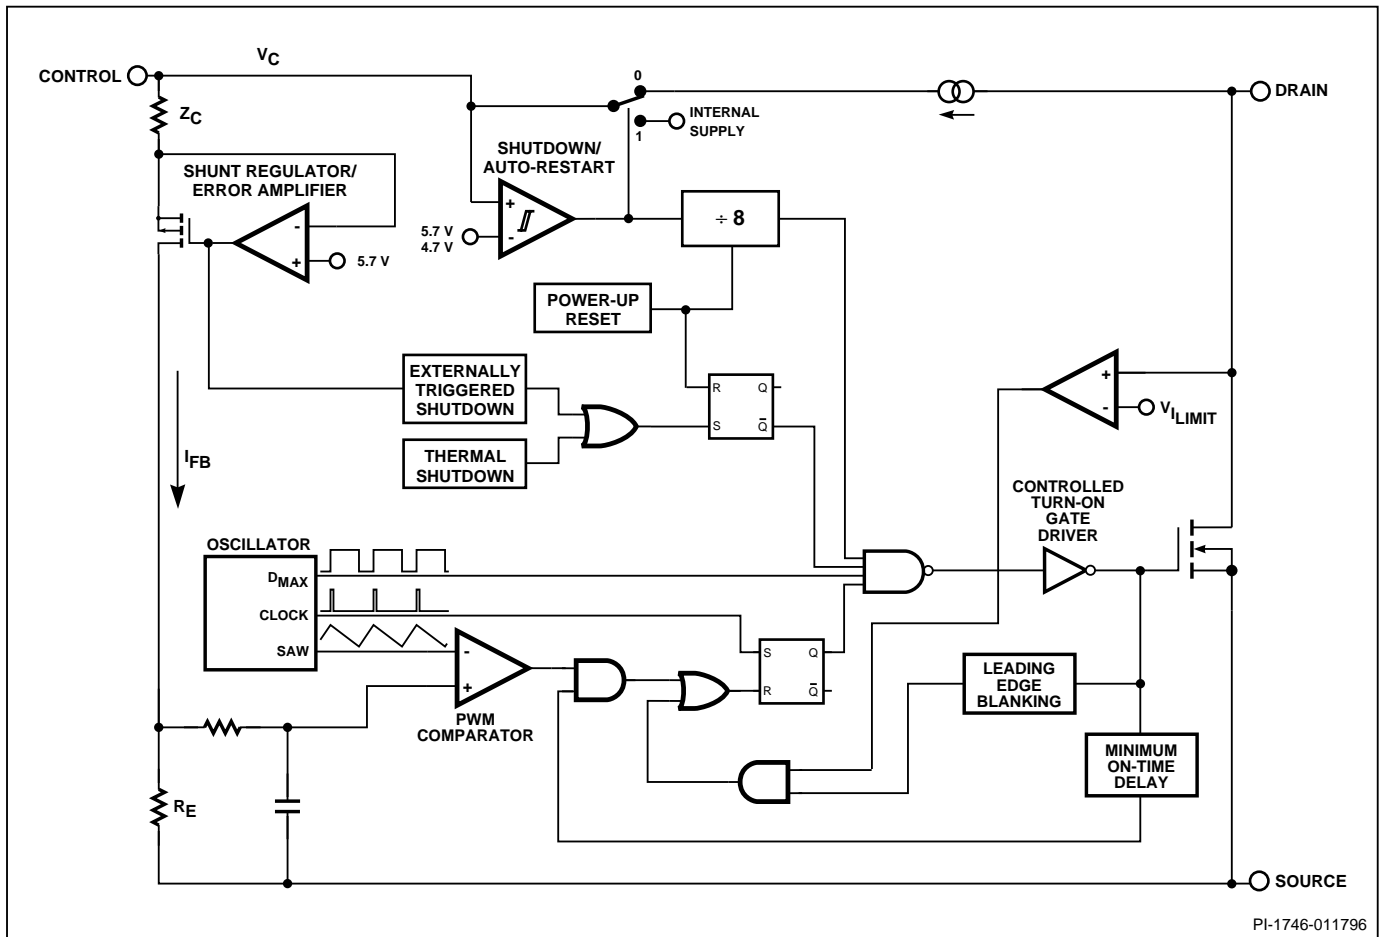 V_C
CONTROL
0
DRAIN
Z_C
INTERNAL
SUPPLY
1
SHUTDOWN/
AUTO-RESTART
SHUNT REGULATOR/
ERROR AMPLIFIER
-
+
5.7 V
+
-
5.7 V
4.7 V
÷ 8
POWER-UP
RESET
EXTERNALLY
TRIGGERED
SHUTDOWN
THERMAL
SHUTDOWN
R Q
S Q̅
+
-
V_I_LIMIT
I_FB
CONTROLLED
TURN-ON
GATE
DRIVER
OSCILLATOR
D_MAX
CLOCK
SAW
-
+
PWM
COMPARATOR
S Q
R Q̅
LEADING
EDGE
BLANKING
MINIMUM
ON-TIME
DELAY
R_E
SOURCE
PI-1746-011796